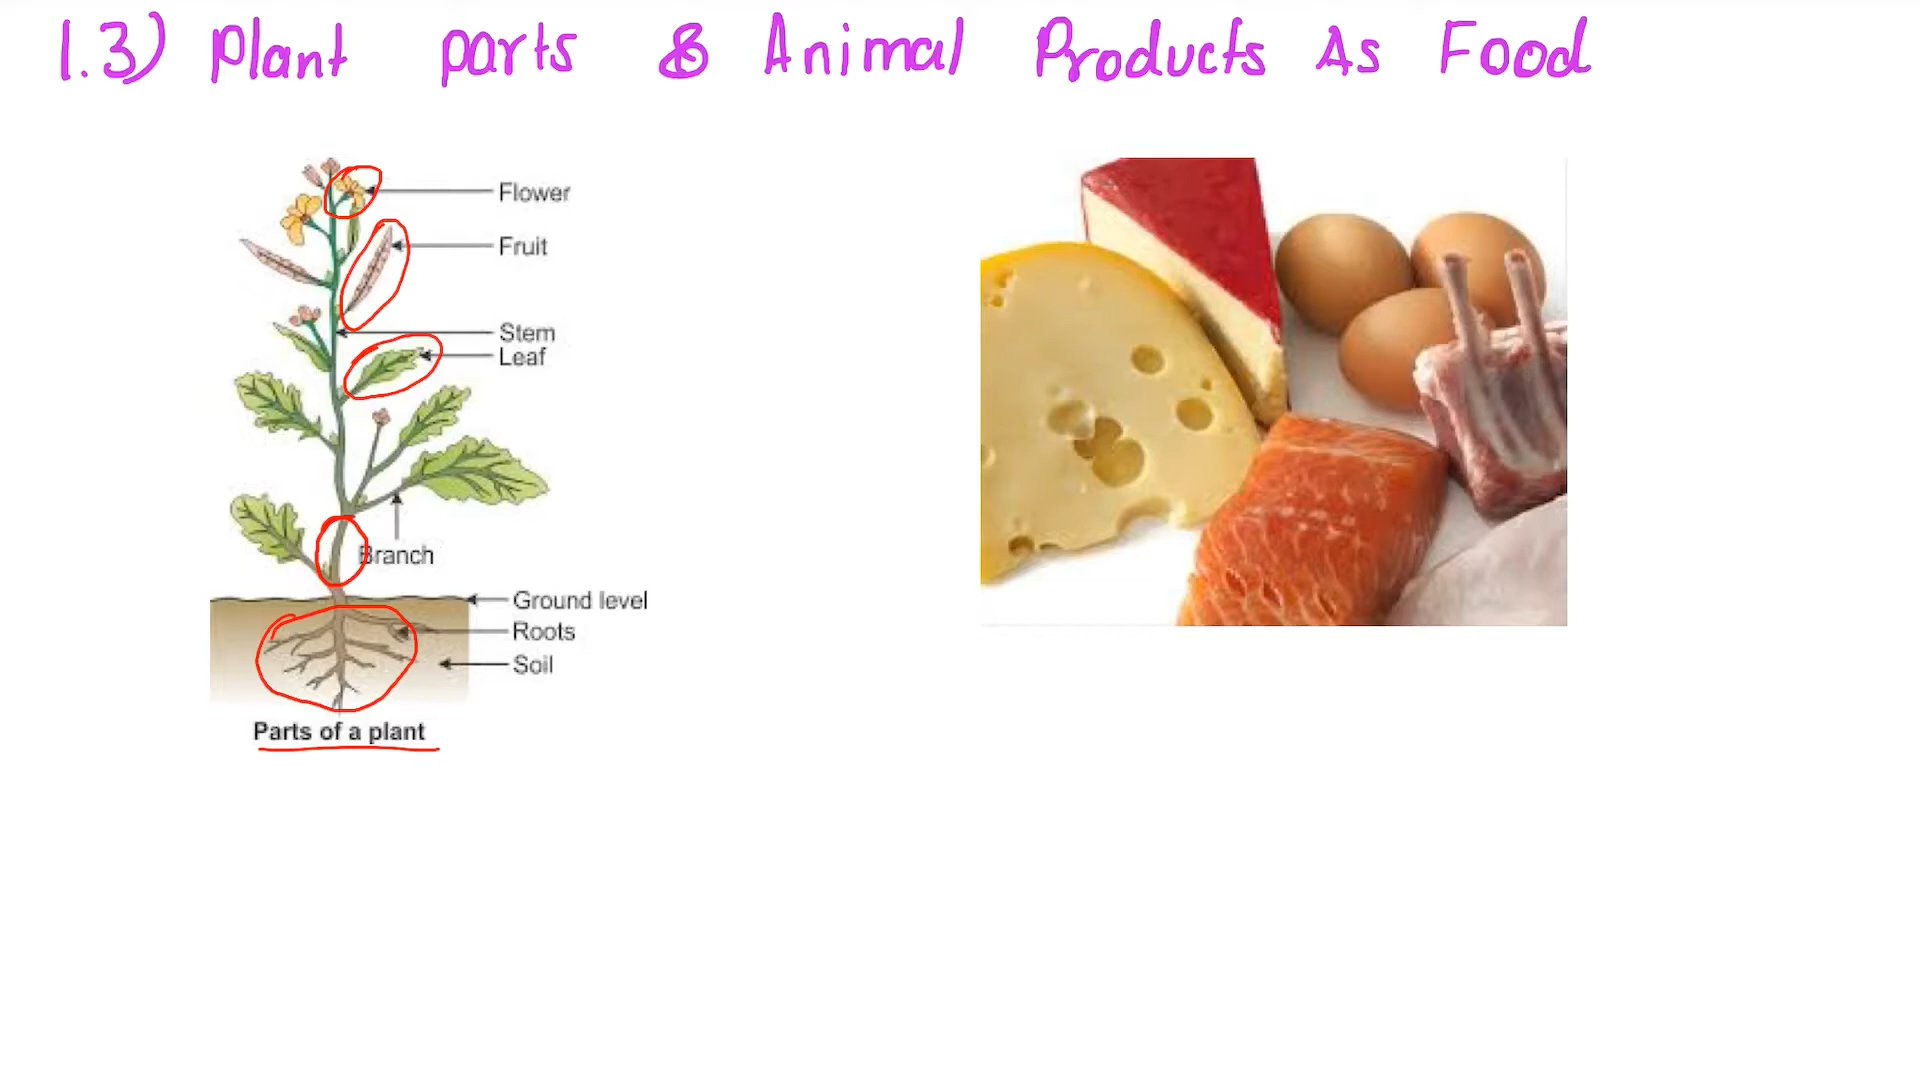 1.3) Plant parts & Animal Products As Food
Flower
Fruit
Stem
Leaf
Branch
Ground level
Roots
Soil
Parts of a plant